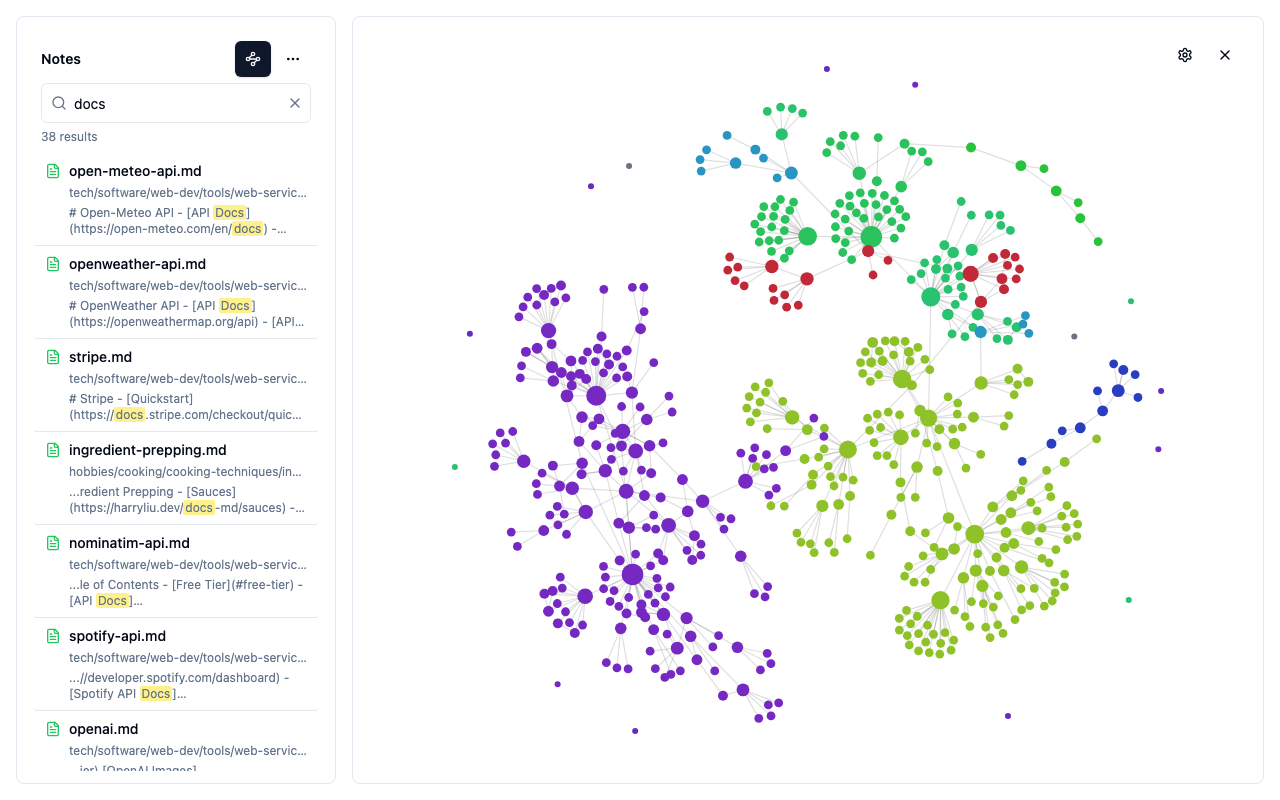 Notes
docs
38 results
open-meteo-api.md
tech/software/web-dev/tools/web-servic...
# Open-Meteo API - [API Docs]
(https://open-meteo.com/en/docs) -...
openweather-api.md
tech/software/web-dev/tools/web-servic...
# OpenWeather API - [API Docs]
(https://openweathermap.org/api) - [API...
stripe.md
tech/software/web-dev/tools/web-servic...
# Stripe - [Quickstart]
(https://docs.stripe.com/checkout/quic...
ingredient-prepping.md
hobbies/cooking/cooking-techniques/in...
...redient Prepping - [Sauces]
(https://harryliu.dev/docs-md/sauces) -...
nominatim-api.md
tech/software/web-dev/tools/web-servic...
...le of Contents - [Free Tier](#free-tier) -
[API Docs]...
spotify-api.md
tech/software/web-dev/tools/web-servic...
...//developer.spotify.com/dashboard) -
[Spotify API Docs]...
openai.md
tech/software/web-dev/tools/web-servic...
...ier) [OpenAI Images]